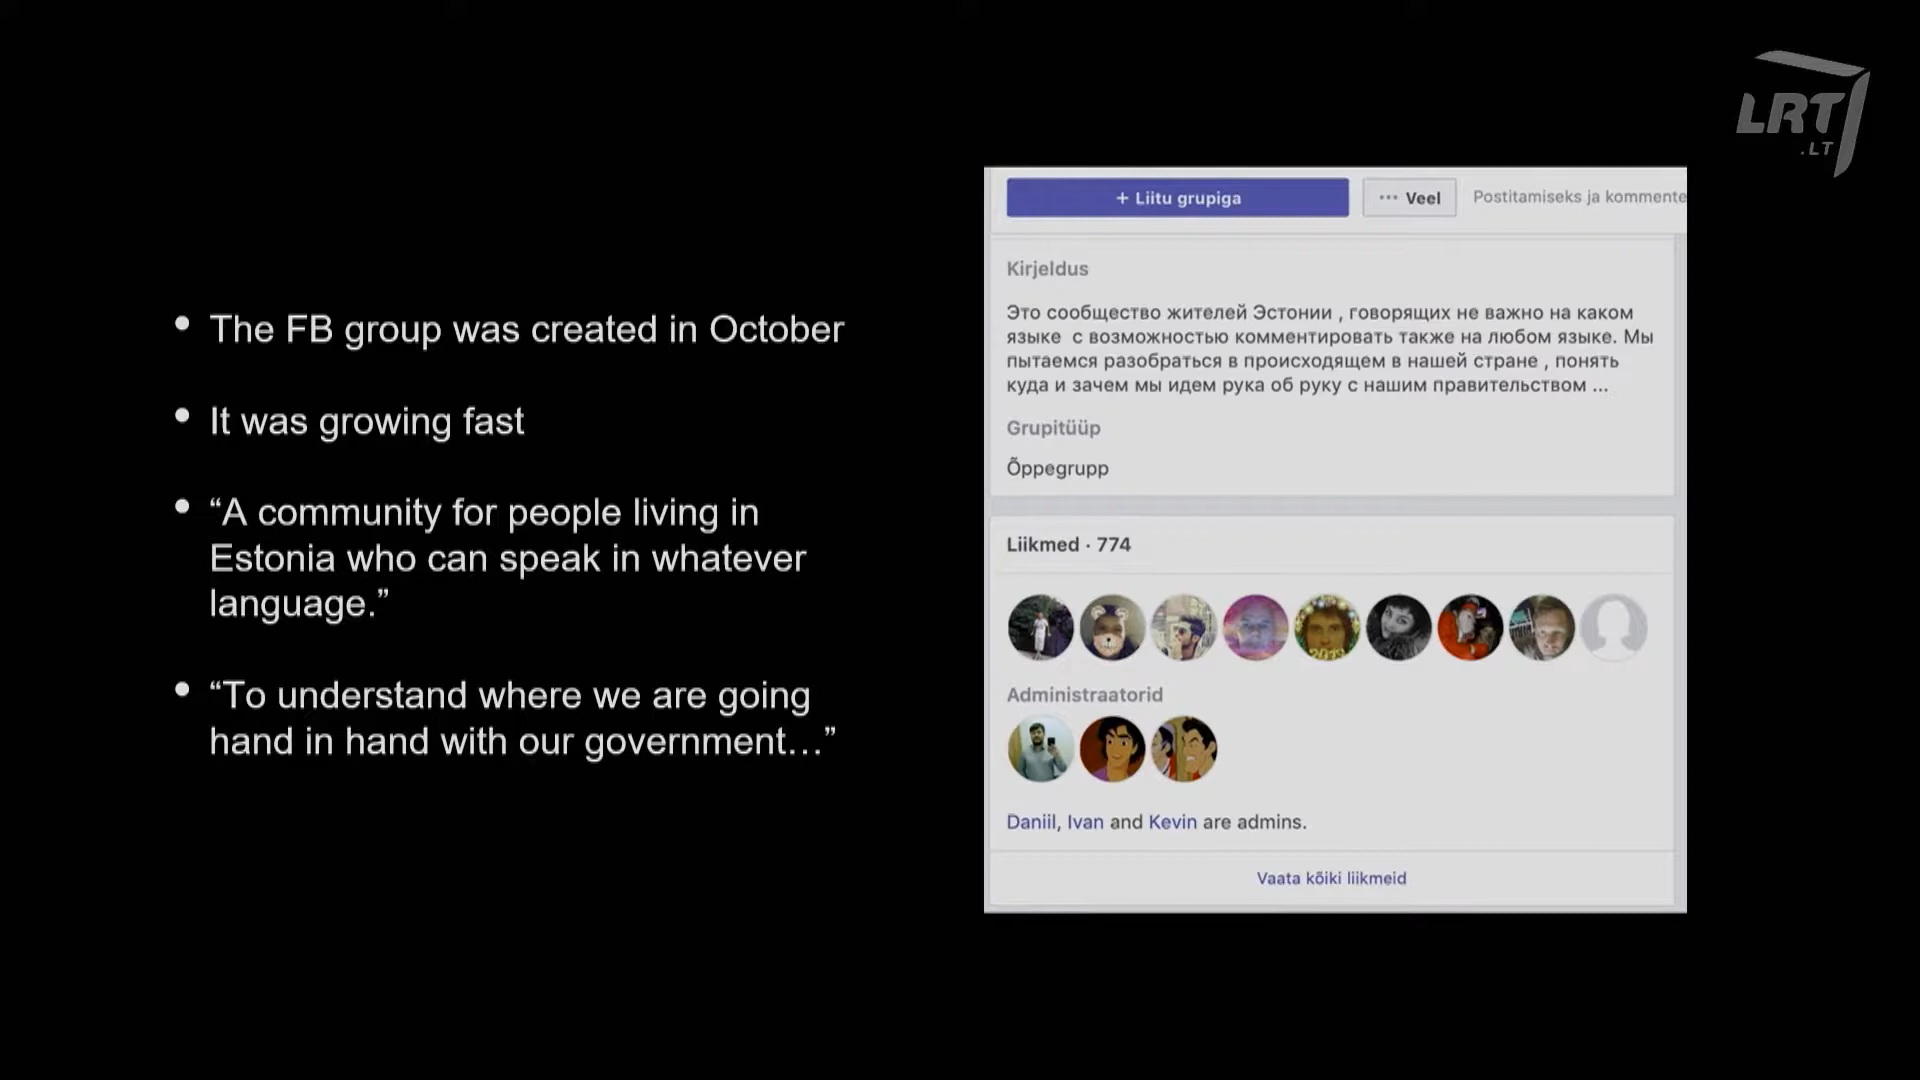 LRT
.LT
• The FB group was created in October
• It was growing fast
• “A community for people living in
Estonia who can speak in whatever
language.”
• “To understand where we are going
hand in hand with our government…”
+ Liitu grupiga
··· Veel
Postitamiseks ja kommente
Kirjeldus
Это сообщество жителей Эстонии , говорящих не важно на каком
языке с возможностью комментировать также на любом языке. Мы
пытаемся разобраться в происходящем в нашей стране , понять
куда и зачем мы идем рука об руку с нашим правительством ...
Grupitüüp
Õppegrupp
Liikmed · 774
2019
Administraatorid
Daniil, Ivan and Kevin are admins.
Vaata kõiki liikmeid